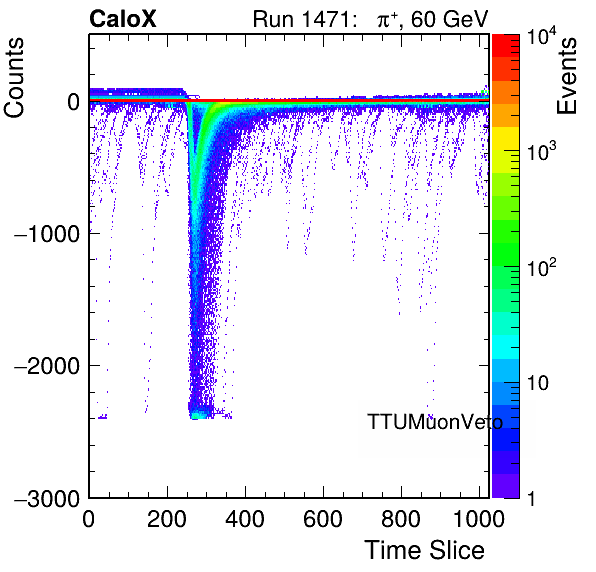 CaloX Run 1471: π⁺, 60 GeV
Counts
Events
0
−1000
−2000
−3000
0 200 400 600 800 1000
Time Slice
TTUMuonVeto
10⁴
10³
10²
10
1